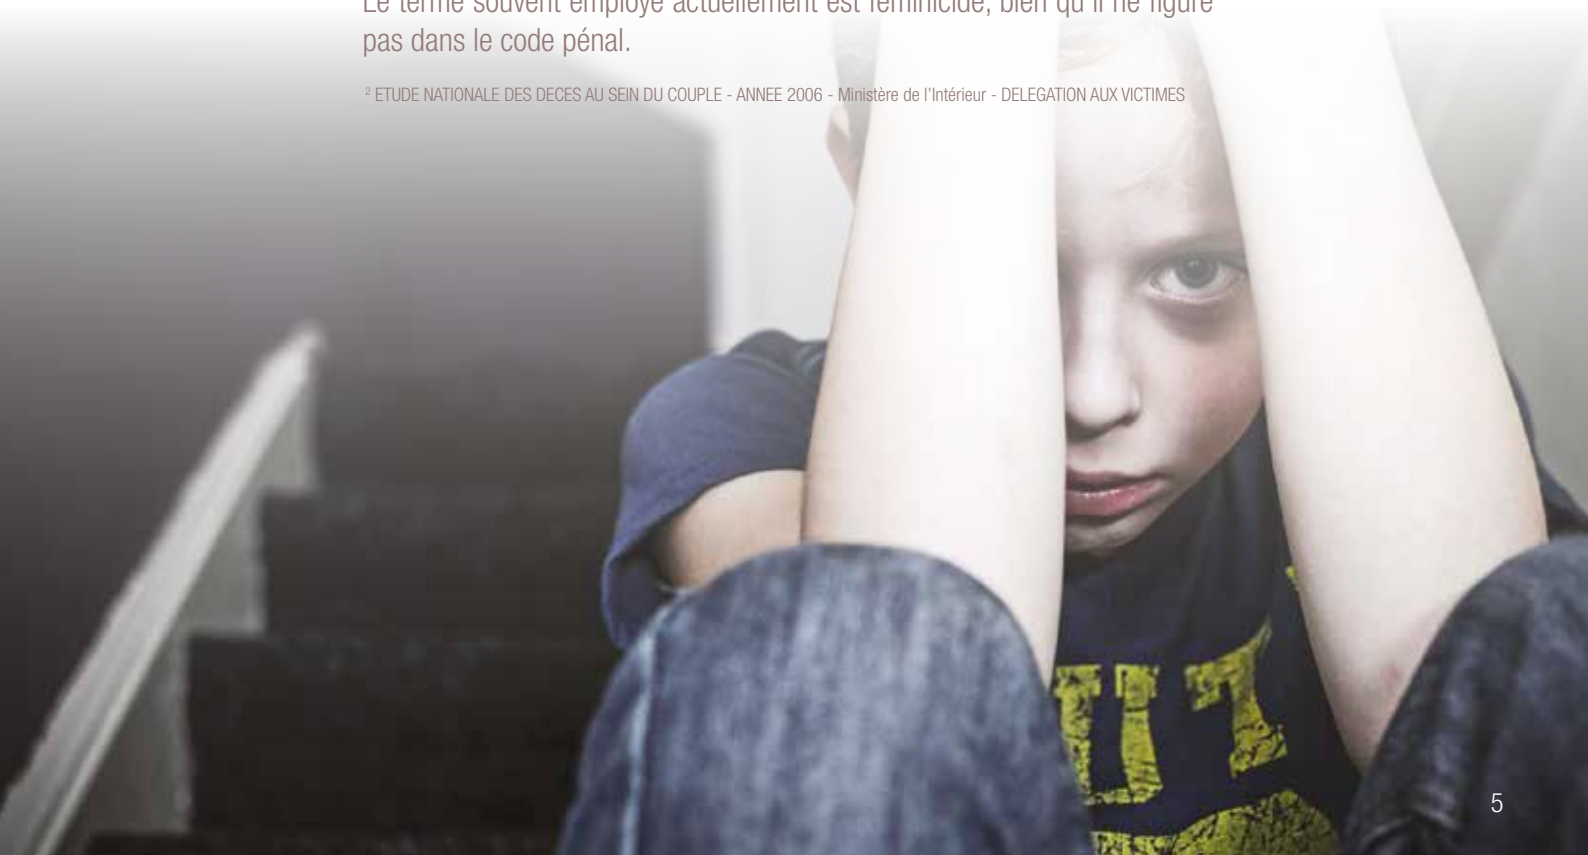 Le terme souvent employé actuellement est féminicide, bien qu'il ne figure
pas dans le code pénal.
² ETUDE NATIONALE DES DECES AU SEIN DU COUPLE - ANNEE 2006 - Ministère de l'Intérieur - DELEGATION AUX VICTIMES
5